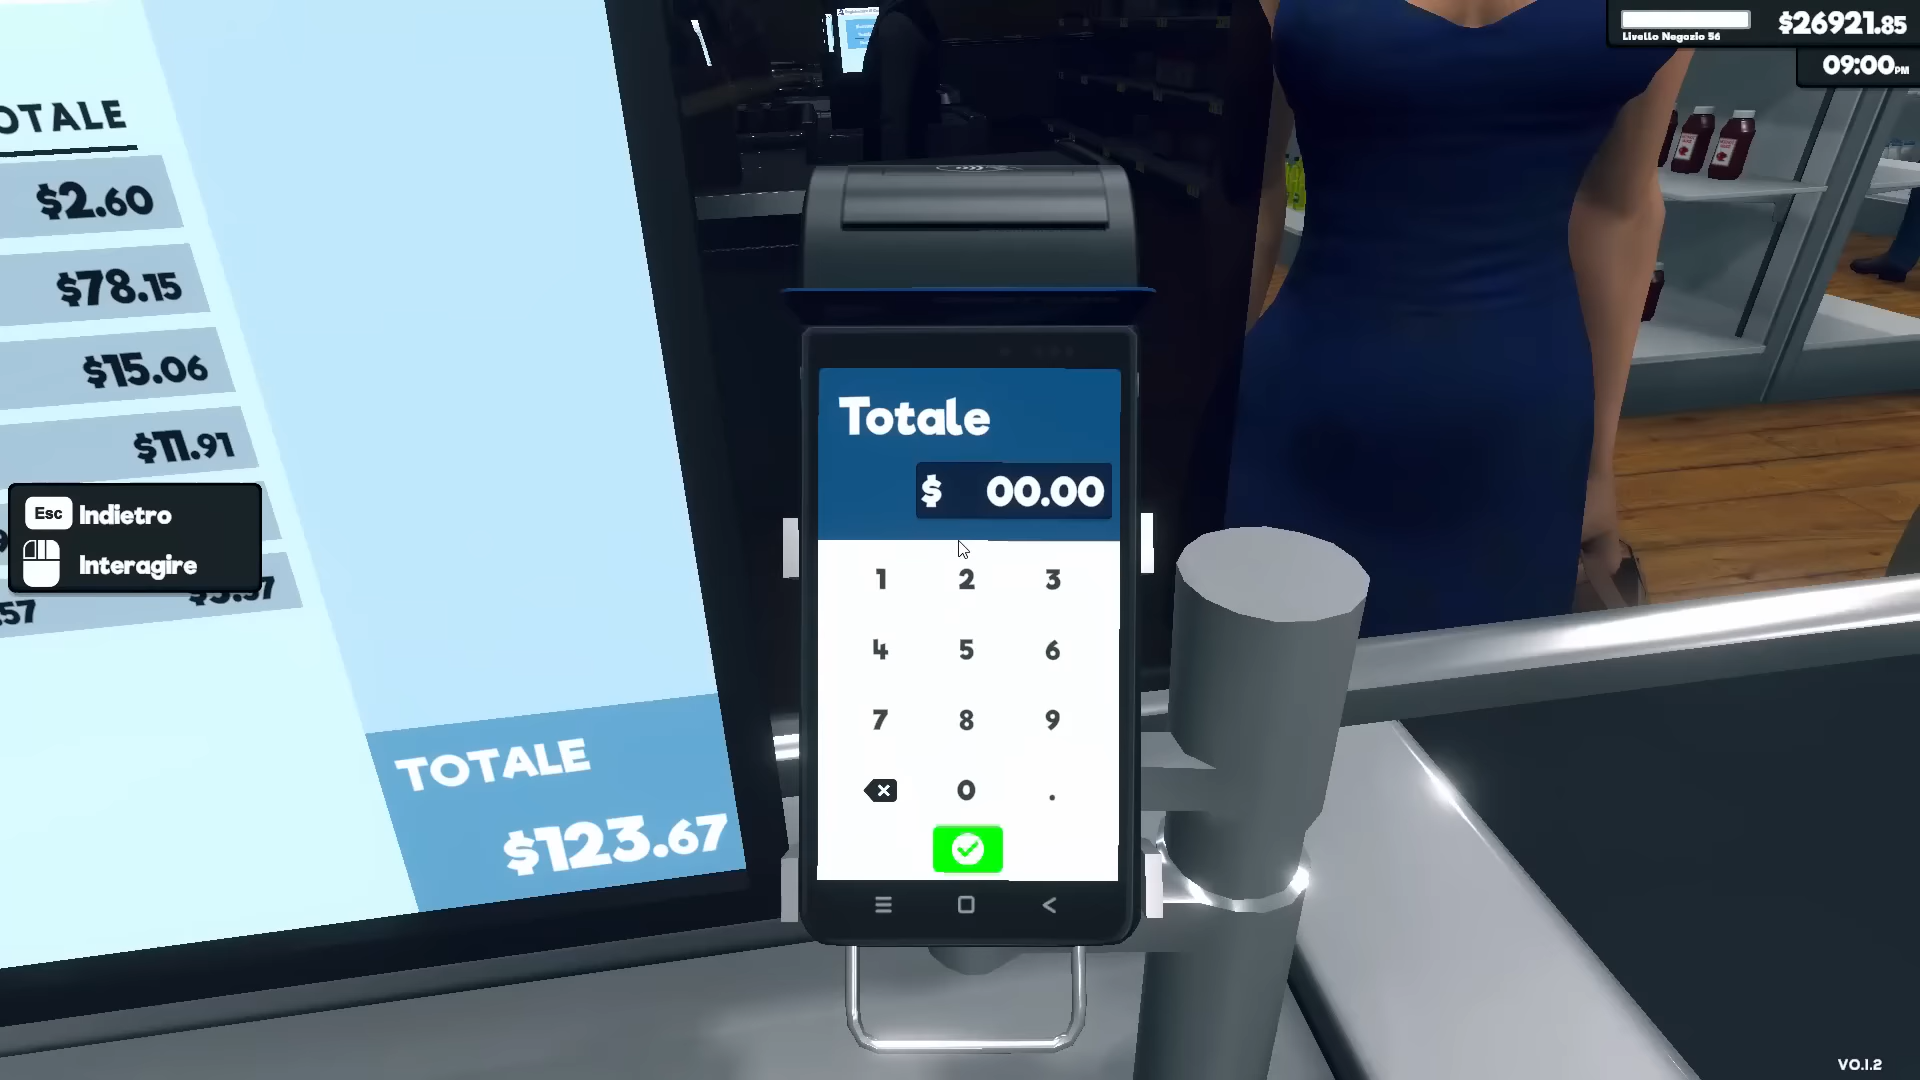 $26921.85
Livello Negozio 56
09:00PM
OTALE
$2.60
$78.15
$15.06
$11.91
Esc Indietro
Interagire
.57
TOTALE
$123.67
Totale
$ 00.00
1 2 3
4 5 6
7 8 9
0 .
V0.1.2